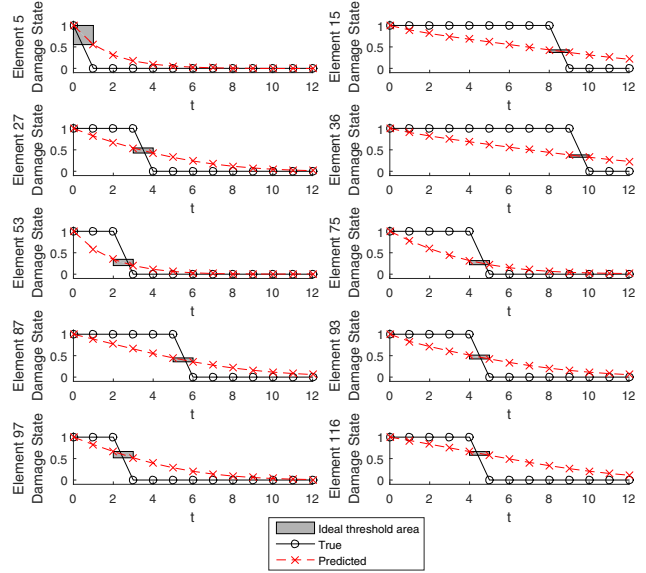 Element 5
Damage State
1
0.5
0
0 2 4 6 8 10 12
t
Element 15
Damage State
1
0.5
0
0 2 4 6 8 10 12
t
Element 27
Damage State
1
0.5
0
0 2 4 6 8 10 12
t
Element 36
Damage State
1
0.5
0
0 2 4 6 8 10 12
t
Element 53
Damage State
1
0.5
0
0 2 4 6 8 10 12
t
Element 75
Damage State
1
0.5
0
0 2 4 6 8 10 12
t
Element 87
Damage State
1
0.5
0
0 2 4 6 8 10 12
t
Element 93
Damage State
1
0.5
0
0 2 4 6 8 10 12
t
Element 97
Damage State
1
0.5
0
0 2 4 6 8 10 12
t
Element 116
Damage State
1
0.5
0
0 2 4 6 8 10 12
t
Ideal threshold area
True
Predicted